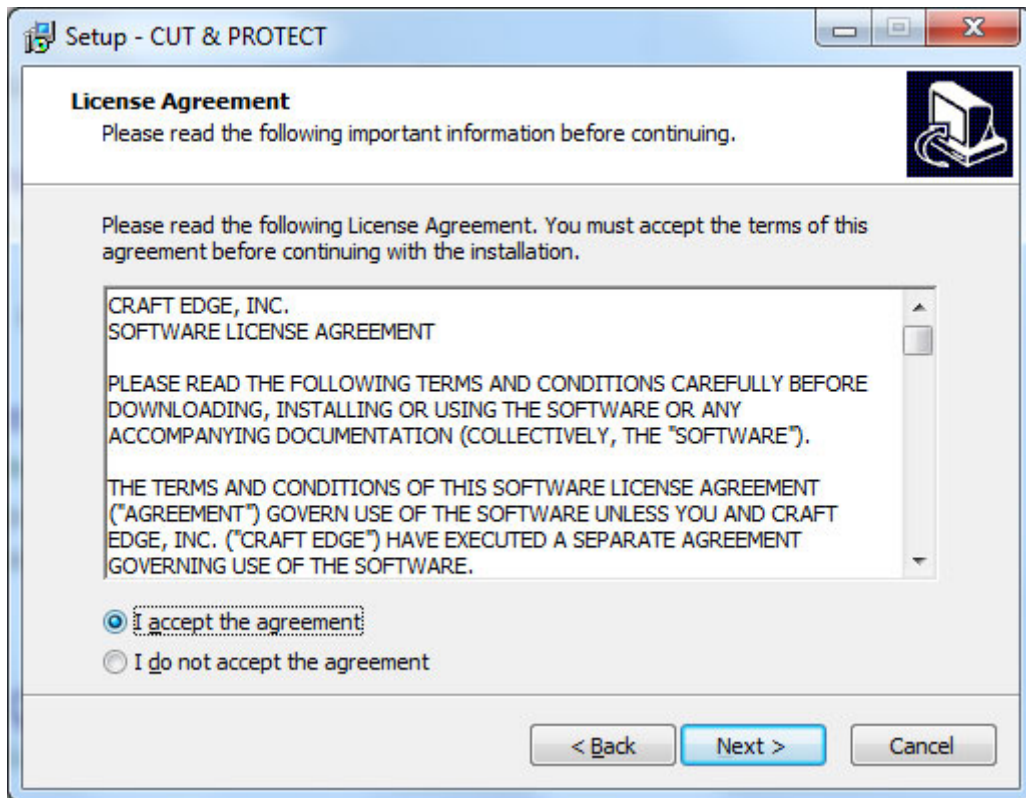 Setup - CUT & PROTECT
License Agreement
Please read the following important information before continuing.
Please read the following License Agreement. You must accept the terms of this
agreement before continuing with the installation.
CRAFT EDGE, INC.
SOFTWARE LICENSE AGREEMENT
PLEASE READ THE FOLLOWING TERMS AND CONDITIONS CAREFULLY BEFORE
DOWNLOADING, INSTALLING OR USING THE SOFTWARE OR ANY
ACCOMPANYING DOCUMENTATION (COLLECTIVELY, THE "SOFTWARE").
THE TERMS AND CONDITIONS OF THIS SOFTWARE LICENSE AGREEMENT
("AGREEMENT") GOVERN USE OF THE SOFTWARE UNLESS YOU AND CRAFT
EDGE, INC. ("CRAFT EDGE") HAVE EXECUTED A SEPARATE AGREEMENT
GOVERNING USE OF THE SOFTWARE.
I accept the agreement
I do not accept the agreement
< Back Next > Cancel